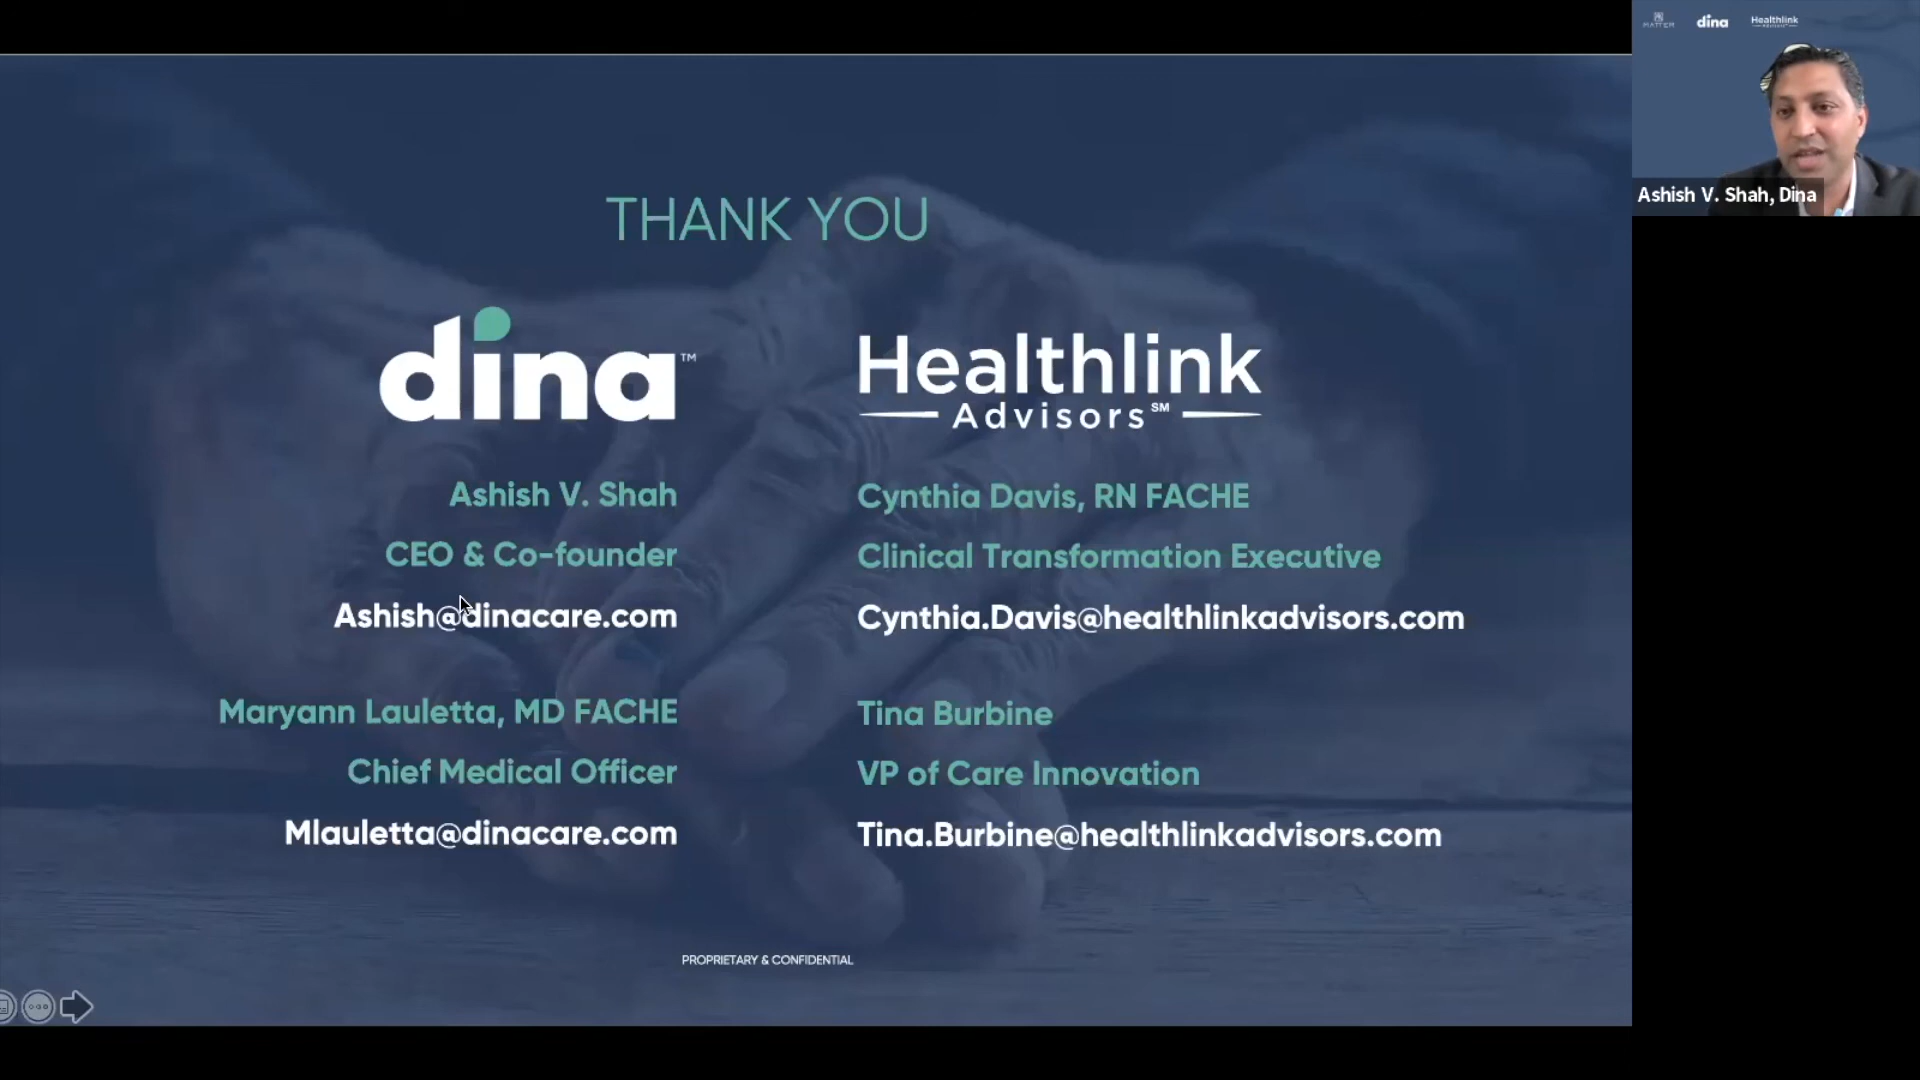 THANK YOU
dina™
Ashish V. Shah
CEO & Co-founder
Ashish@dinacare.com
Maryann Lauletta, MD FACHE
Chief Medical Officer
Mlauletta@dinacare.com
Healthlink
Advisors℠
Cynthia Davis, RN FACHE
Clinical Transformation Executive
Cynthia.Davis@healthlinkadvisors.com
Tina Burbine
VP of Care Innovation
Tina.Burbine@healthlinkadvisors.com
PROPRIETARY & CONFIDENTIAL
MATTER
dina
Healthlink
Ashish V. Shah, Dina